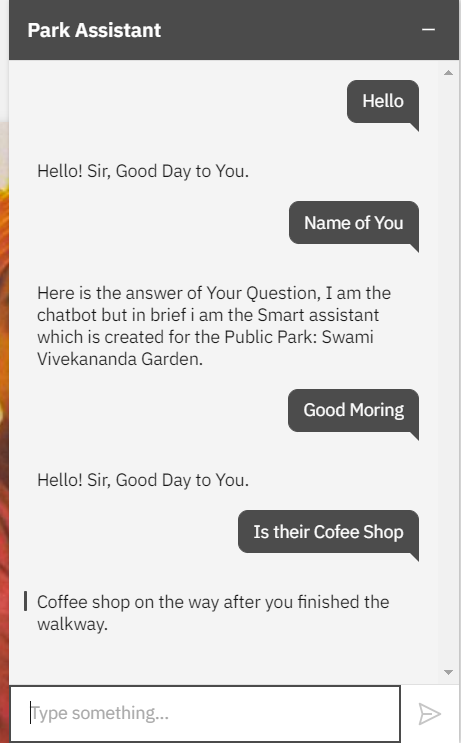 Park Assistant
Hello
Hello! Sir, Good Day to You.
Name of You
Here is the answer of Your Question, I am the
chatbot but in brief i am the Smart assistant
which is created for the Public Park: Swami
Vivekananda Garden.
Good Moring
Hello! Sir, Good Day to You.
Is their Cofee Shop
Coffee shop on the way after you finished the
walkway.
Type something...